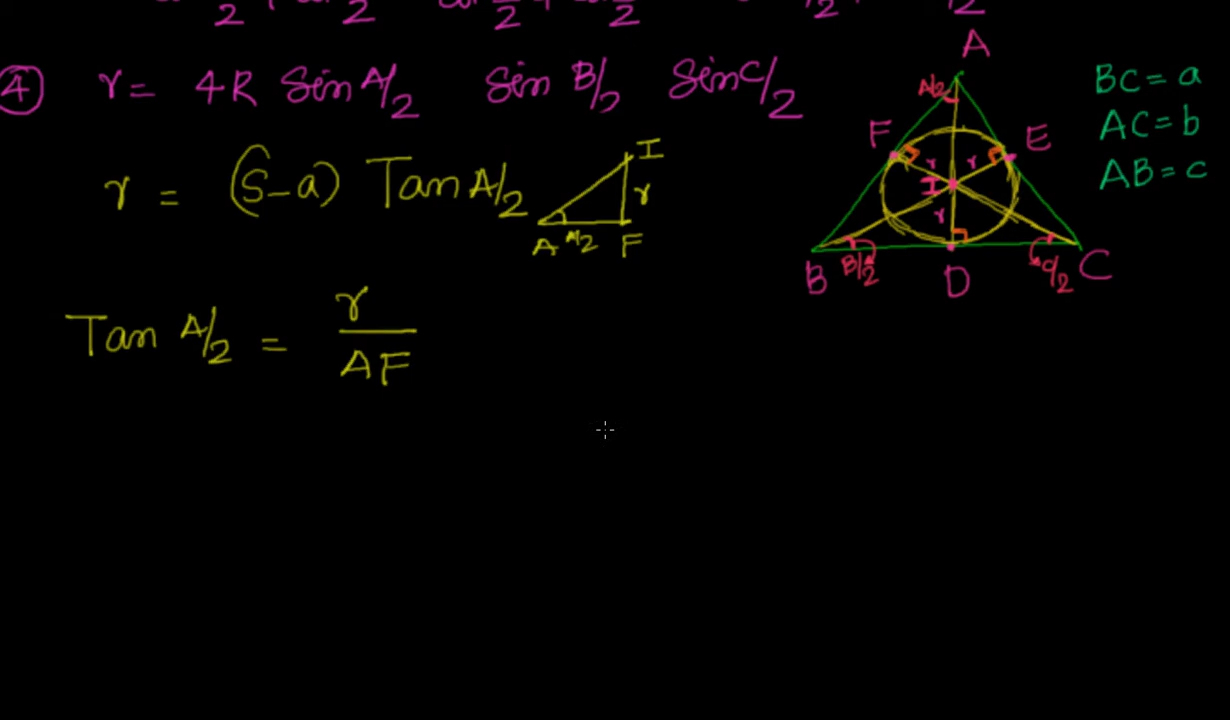 ④ r = 4R Sin A/2 Sin B/2 Sin C/2
r = (S-a) Tan A/2
I
r
A A/2 F
Tan A/2 = r / AF
A
A/2
F E
r r
I
r
B B/2 D C/2 C
BC = a
AC = b
AB = c